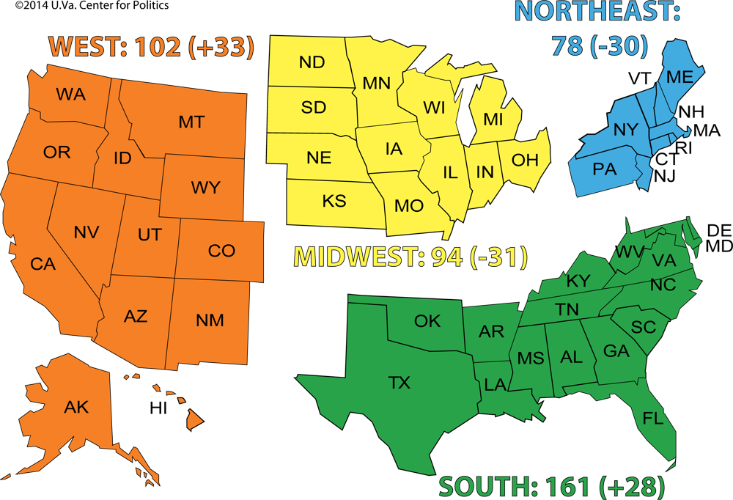 ©2014 U.Va. Center for Politics
WEST: 102 (+33)
WA
MT
OR
ID
WY
NV
UT
CO
CA
AZ
NM
AK
HI
ND
MN
SD
WI
MI
NE
IA
IL
IN
OH
KS
MO
MIDWEST: 94 (-31)
NORTHEAST:
78 (-30)
VT
ME
NH
NY
MA
RI
CT
PA
NJ
DE
MD
WV
VA
KY
NC
TN
OK
AR
SC
MS
AL
GA
TX
LA
FL
SOUTH: 161 (+28)